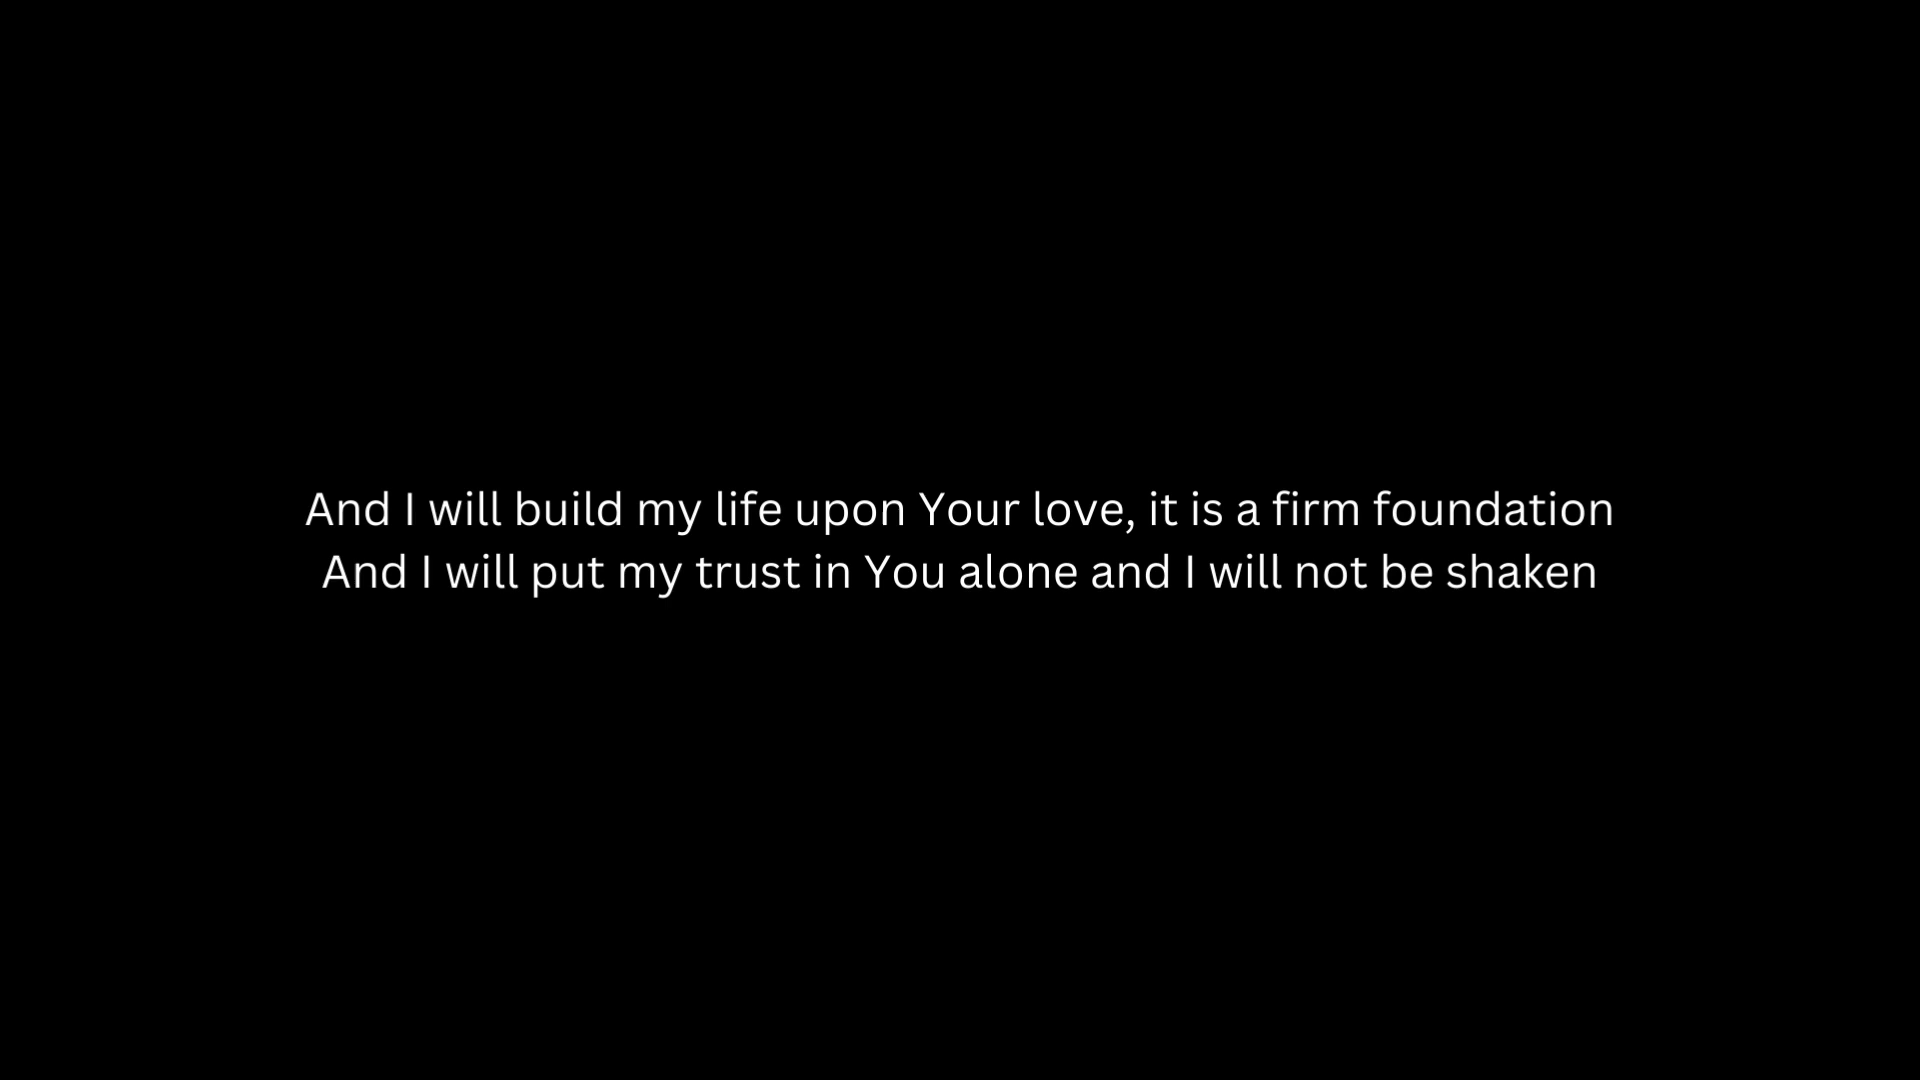 And I will build my life upon Your love, it is a firm foundation
And I will put my trust in You alone and I will not be shaken